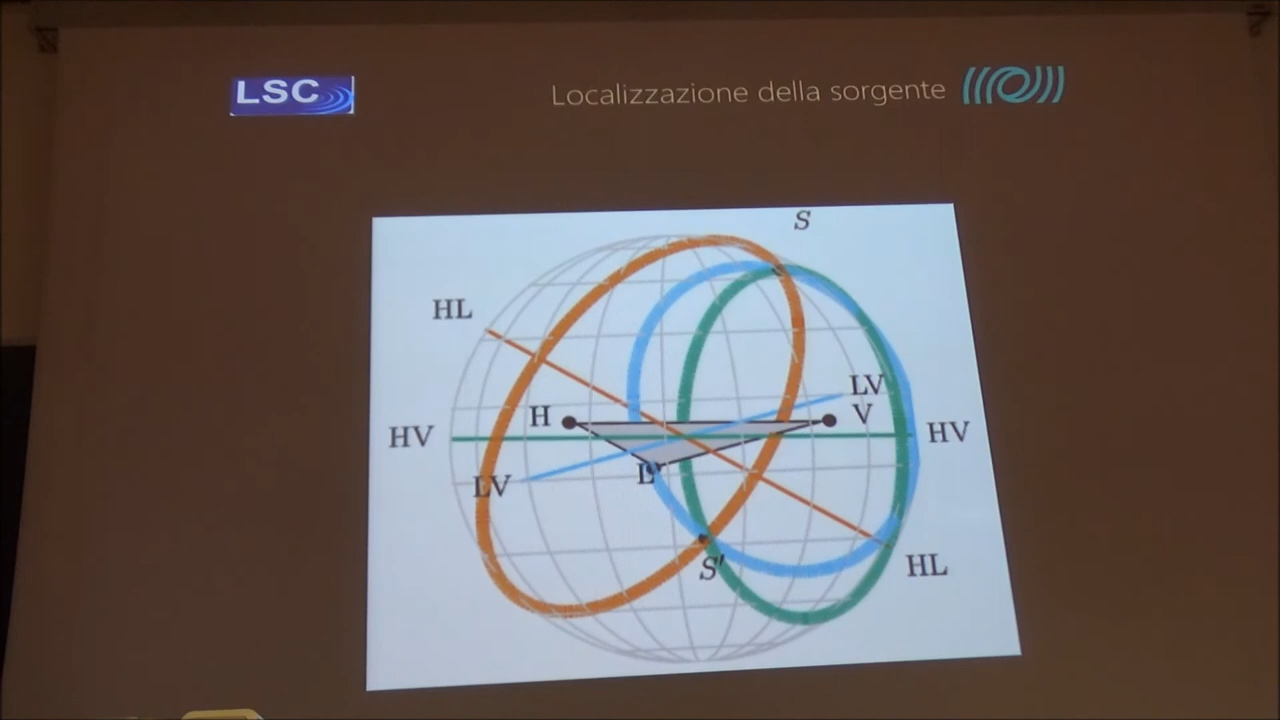 LSC
Localizzazione della sorgente
S
HL
LV
H
V
HV
HV
L
LV
S'
HL